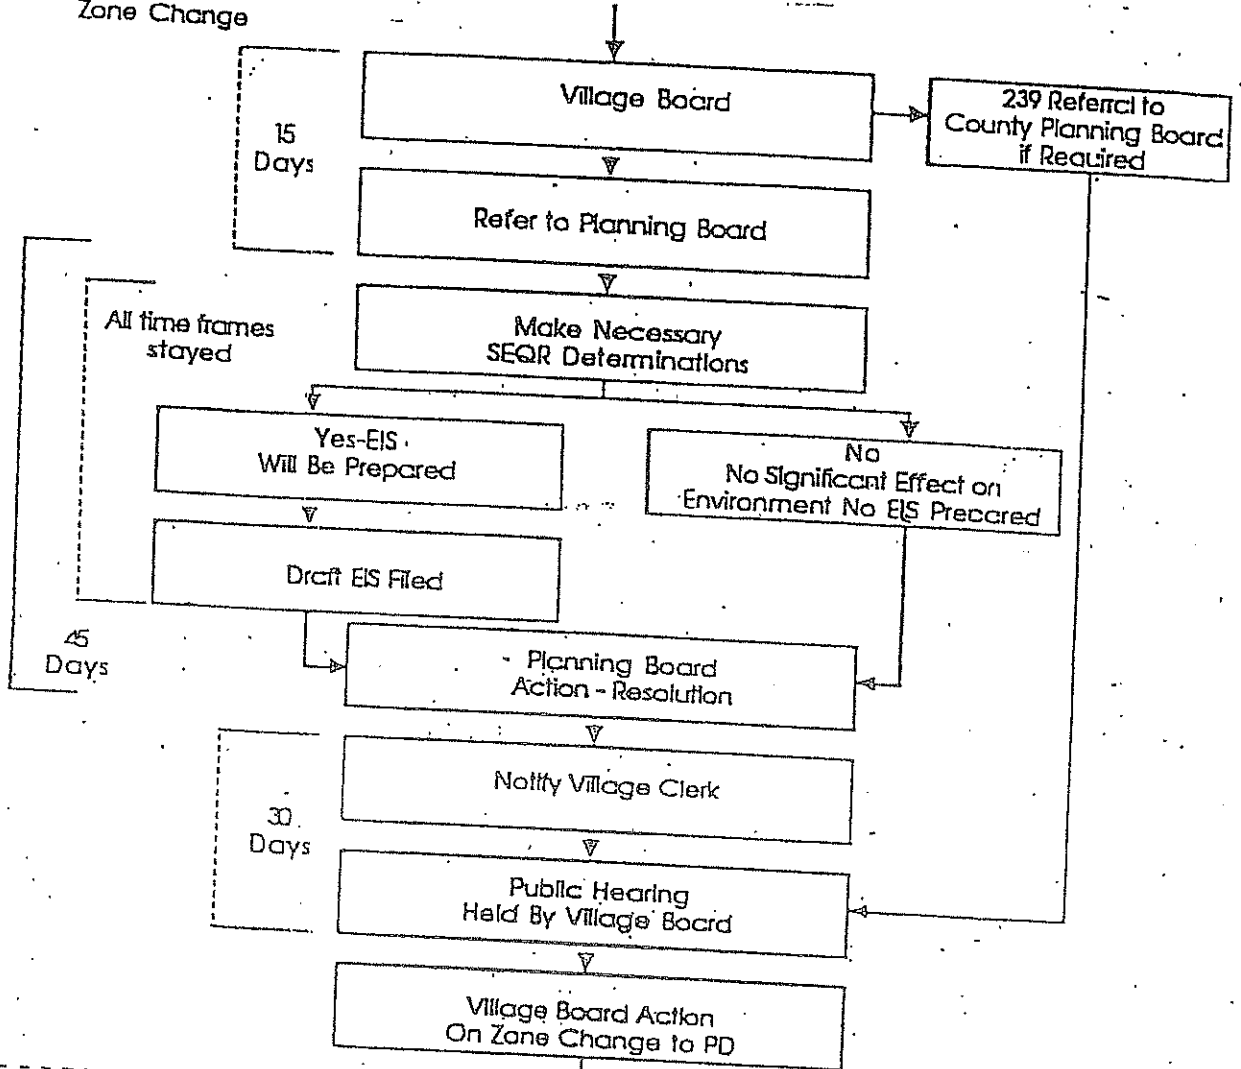 Zone Change
Village Board
239 Referral to
County Planning Board
if Required
15
Days
Refer to Planning Board
All time frames
stayed
Make Necessary
SEQR Determinations
Yes-EIS
Will Be Prepared
No
No Significant Effect on
Environment No EIS Prepared
Draft EIS Filed
45
Days
Planning Board
Action - Resolution
Notify Village Clerk
30
Days
Public Hearing
Held By Village Board
Village Board Action
On Zone Change to PD